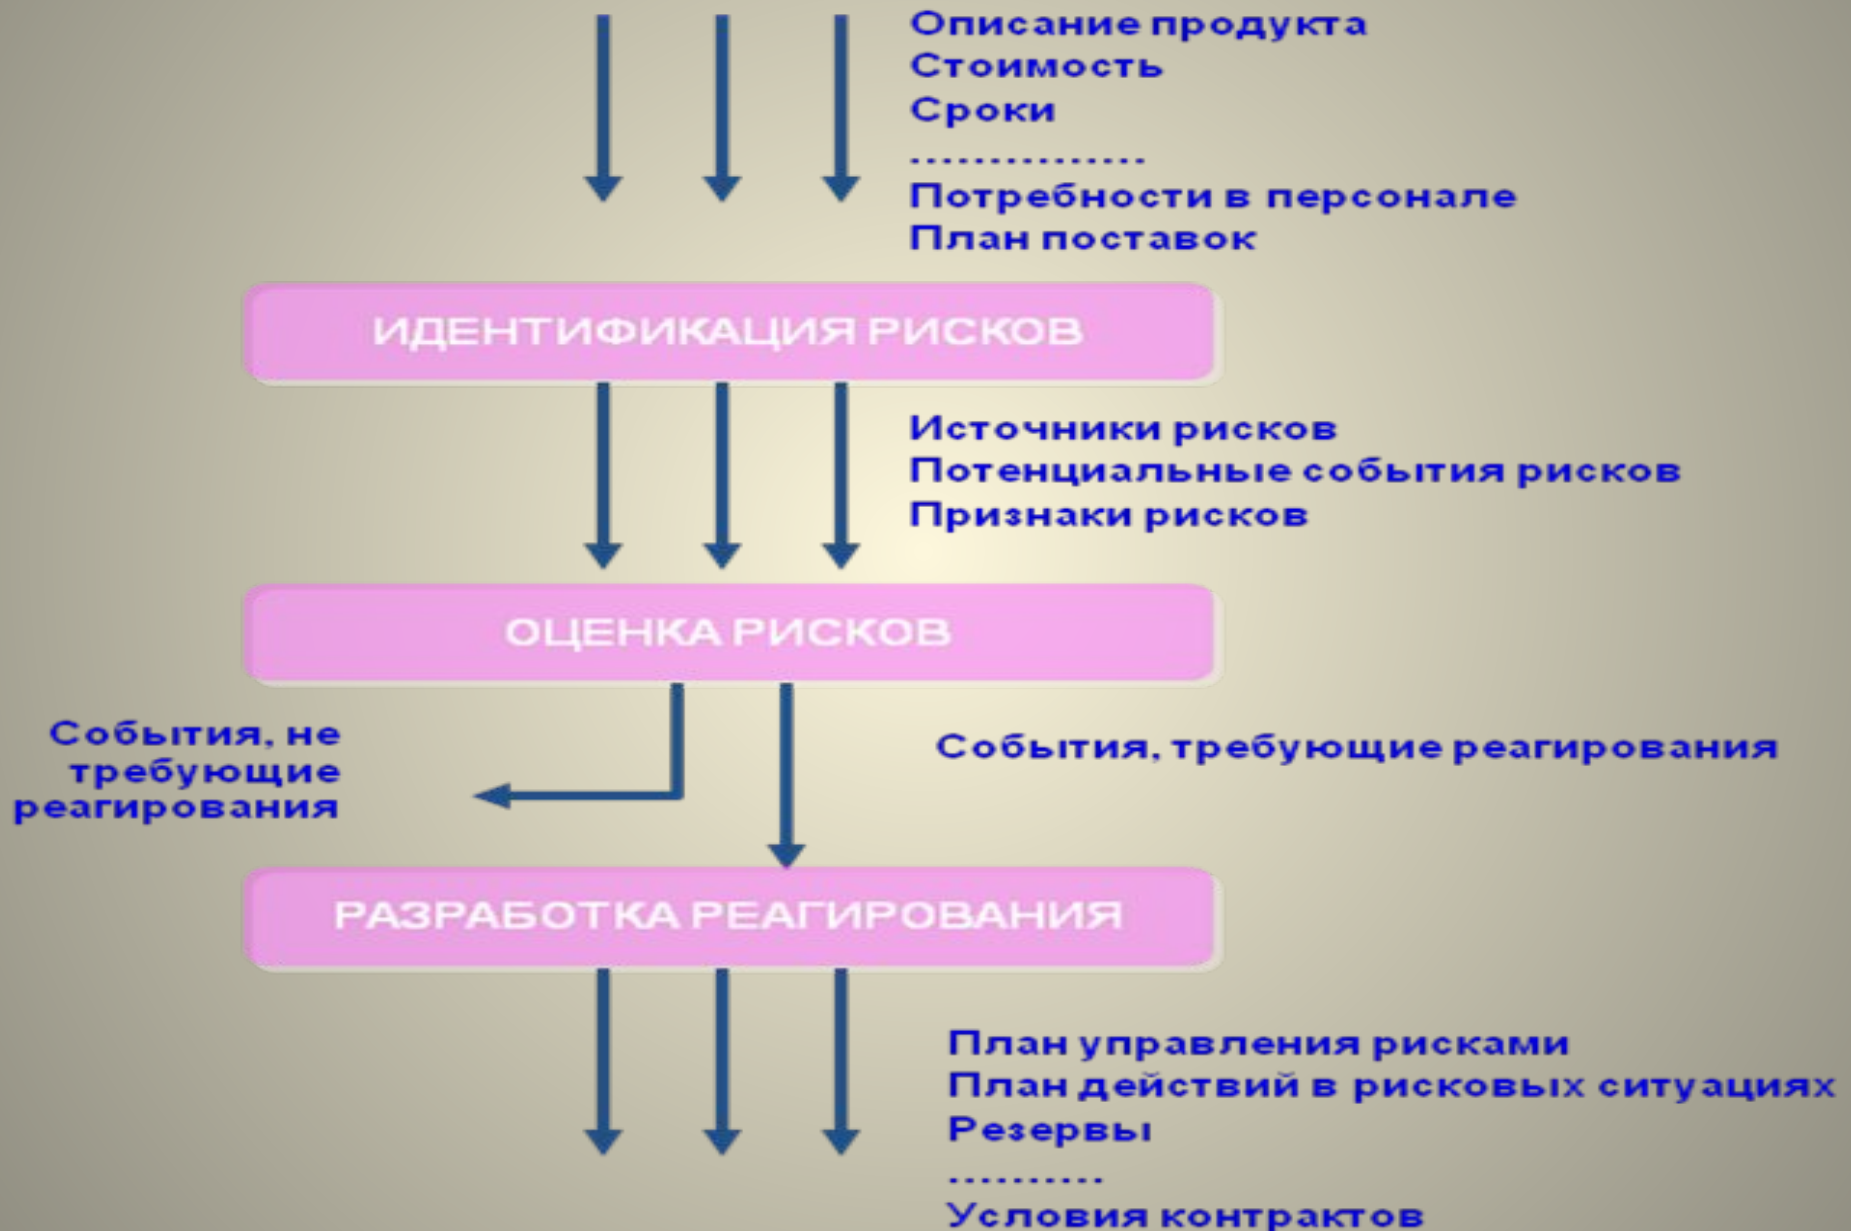 Описание продукта
Стоимость
Сроки
...............
Потребности в персонале
План поставок
ИДЕНТИФИКАЦИЯ РИСКОВ
Источники рисков
Потенциальные события рисков
Признаки рисков
ОЦЕНКА РИСКОВ
События, не
требующие
реагирования
События, требующие реагирования
РАЗРАБОТКА РЕАГИРОВАНИЯ
План управления рисками
План действий в рисковых ситуациях
Резервы
..........
Условия контрактов